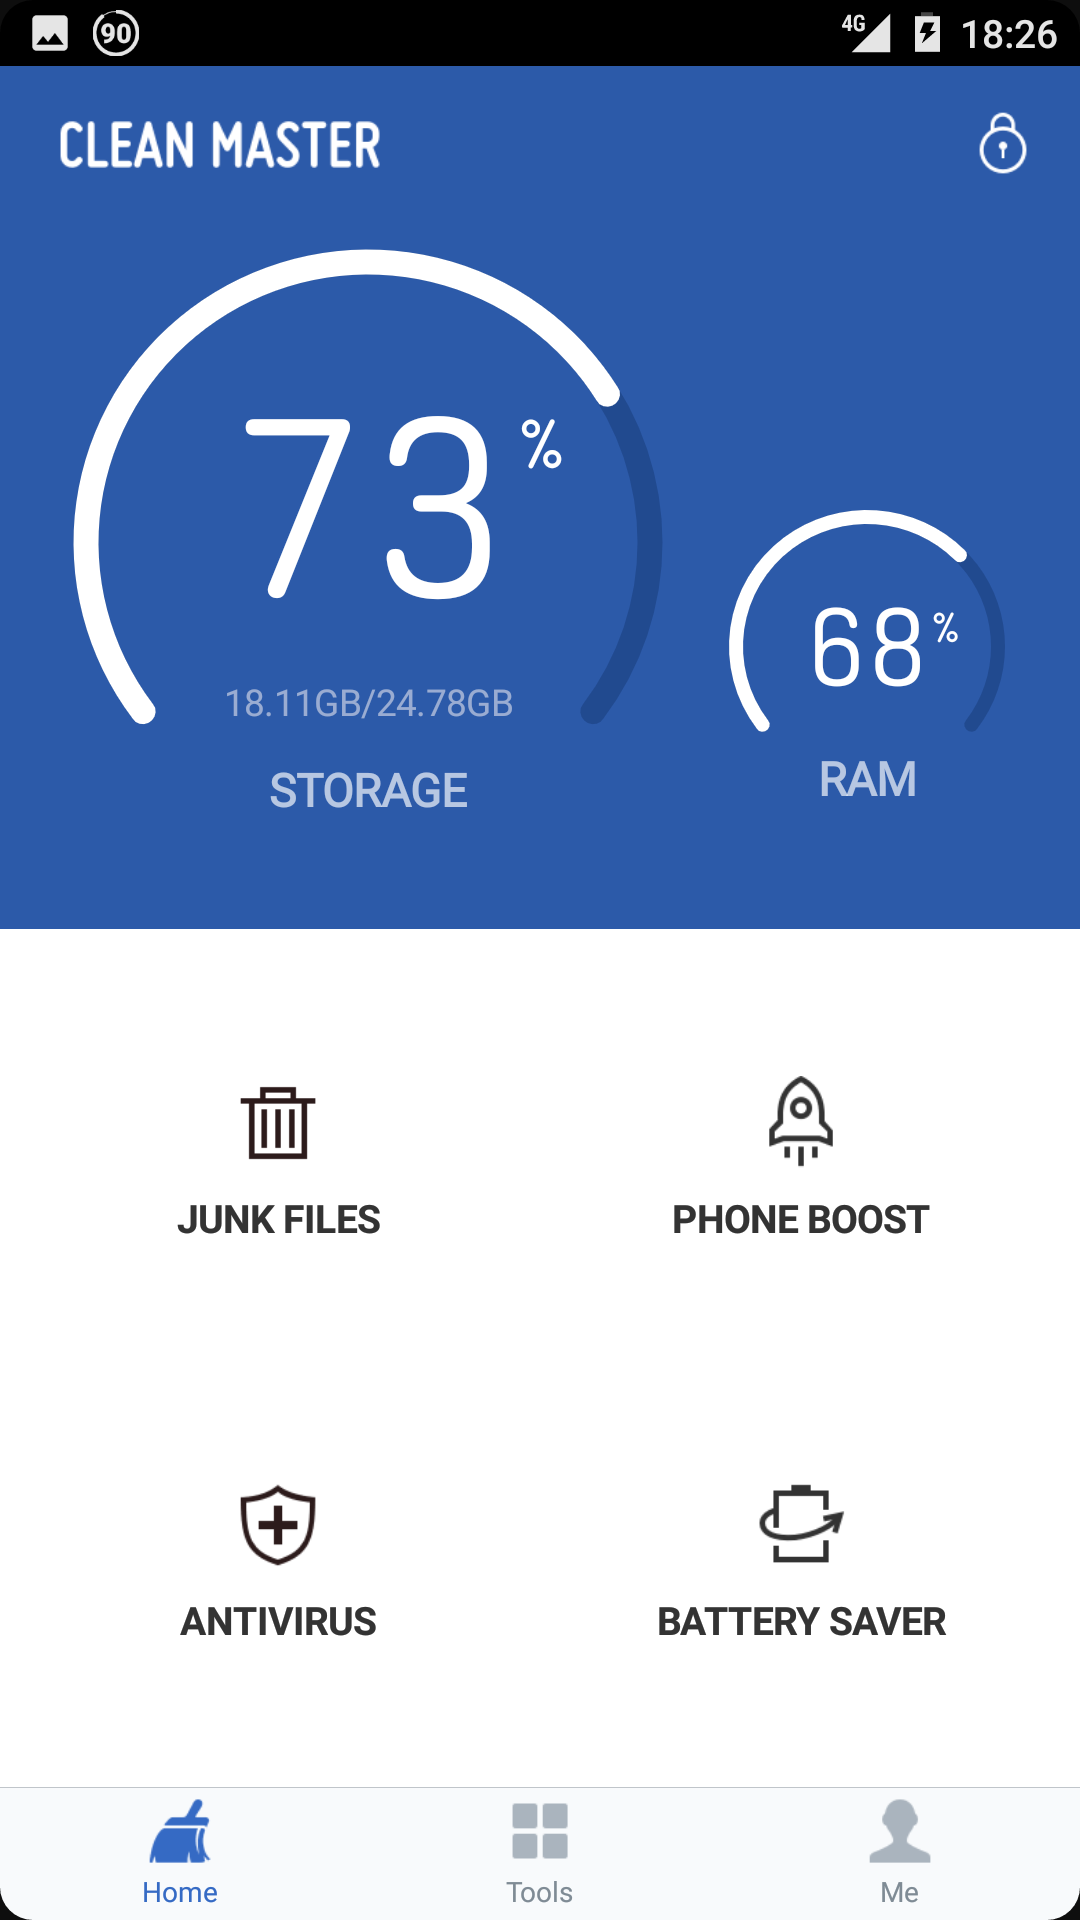 90
4G
18:26
CLEAN MASTER
73%
18.11GB/24.78GB
STORAGE
68%
RAM
JUNK FILES
PHONE BOOST
ANTIVIRUS
BATTERY SAVER
Home
Tools
Me